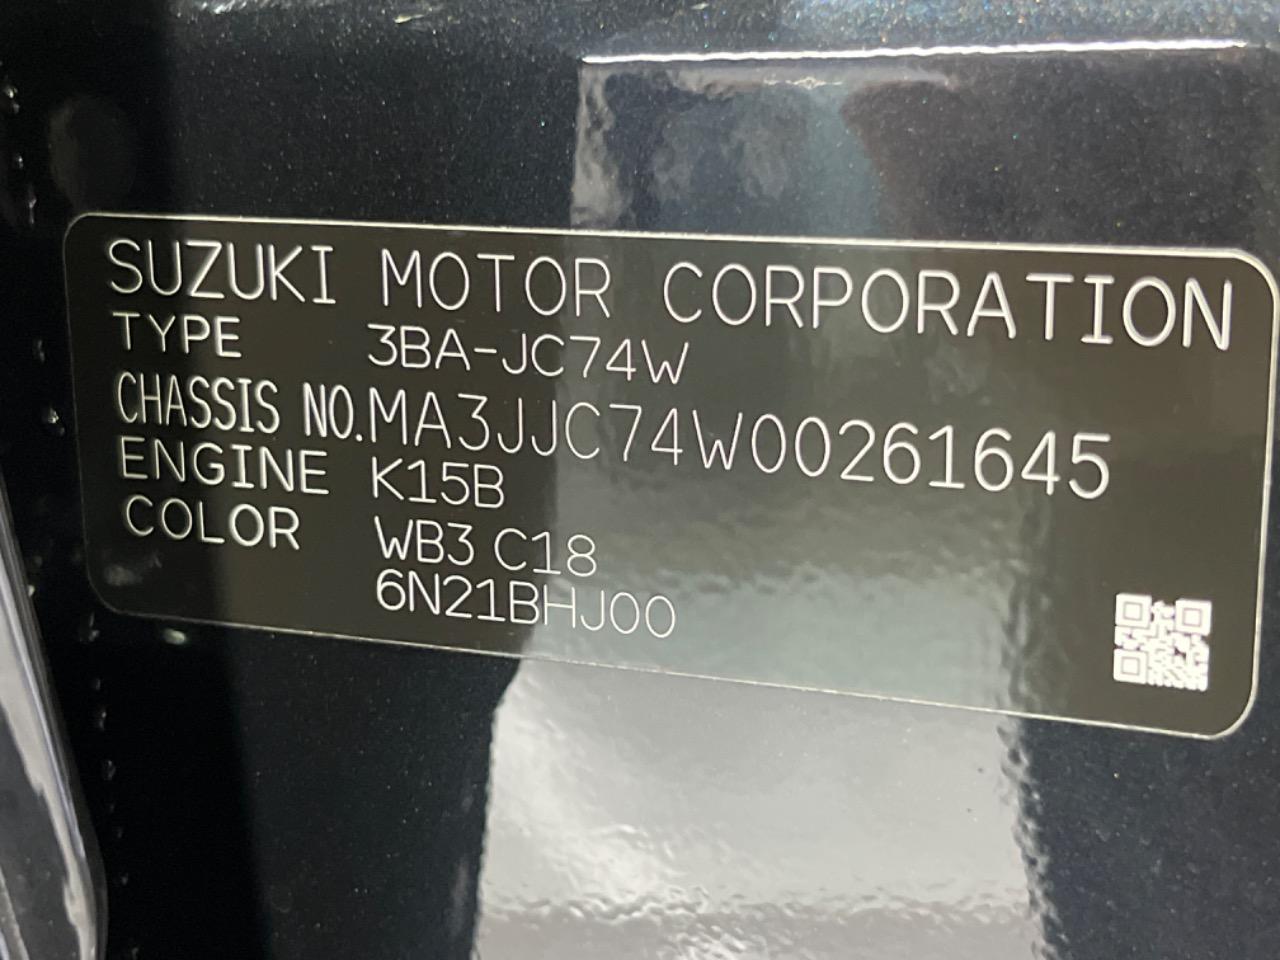 SUZUKI MOTOR CORPORATION
TYPE 3BA-JC74W
CHASSIS NO. MA3JJC74W00261645
ENGINE K15B
COLOR WB3 C18
6N21BHJ00